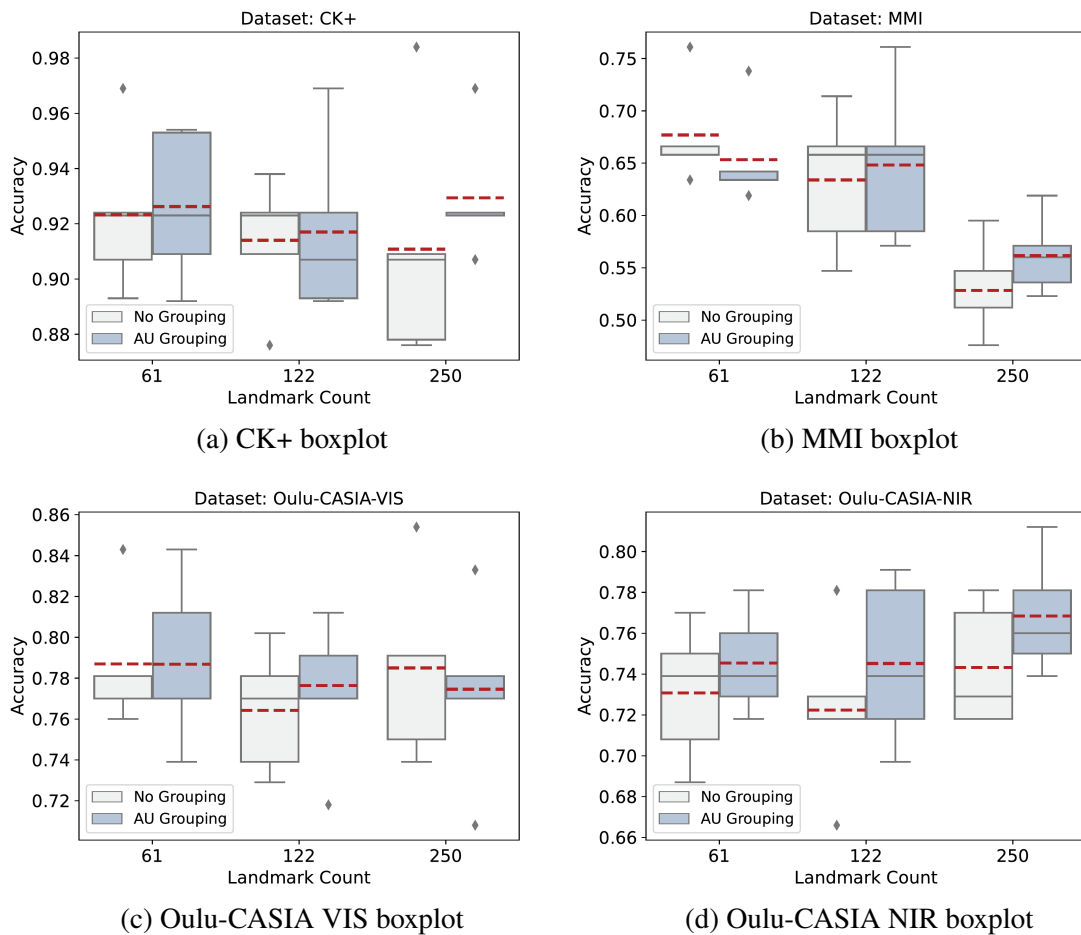 Dataset: CK+
Accuracy
0.98
0.96
0.94
0.92
0.90
0.88
No Grouping
AU Grouping
61
122
250
Landmark Count
(a) CK+ boxplot
Dataset: MMI
Accuracy
0.75
0.70
0.65
0.60
0.55
0.50
No Grouping
AU Grouping
61
122
250
Landmark Count
(b) MMI boxplot
Dataset: Oulu-CASIA-VIS
Accuracy
0.86
0.84
0.82
0.80
0.78
0.76
0.74
0.72
No Grouping
AU Grouping
61
122
250
Landmark Count
(c) Oulu-CASIA VIS boxplot
Dataset: Oulu-CASIA-NIR
Accuracy
0.80
0.78
0.76
0.74
0.72
0.70
0.68
0.66
No Grouping
AU Grouping
61
122
250
Landmark Count
(d) Oulu-CASIA NIR boxplot